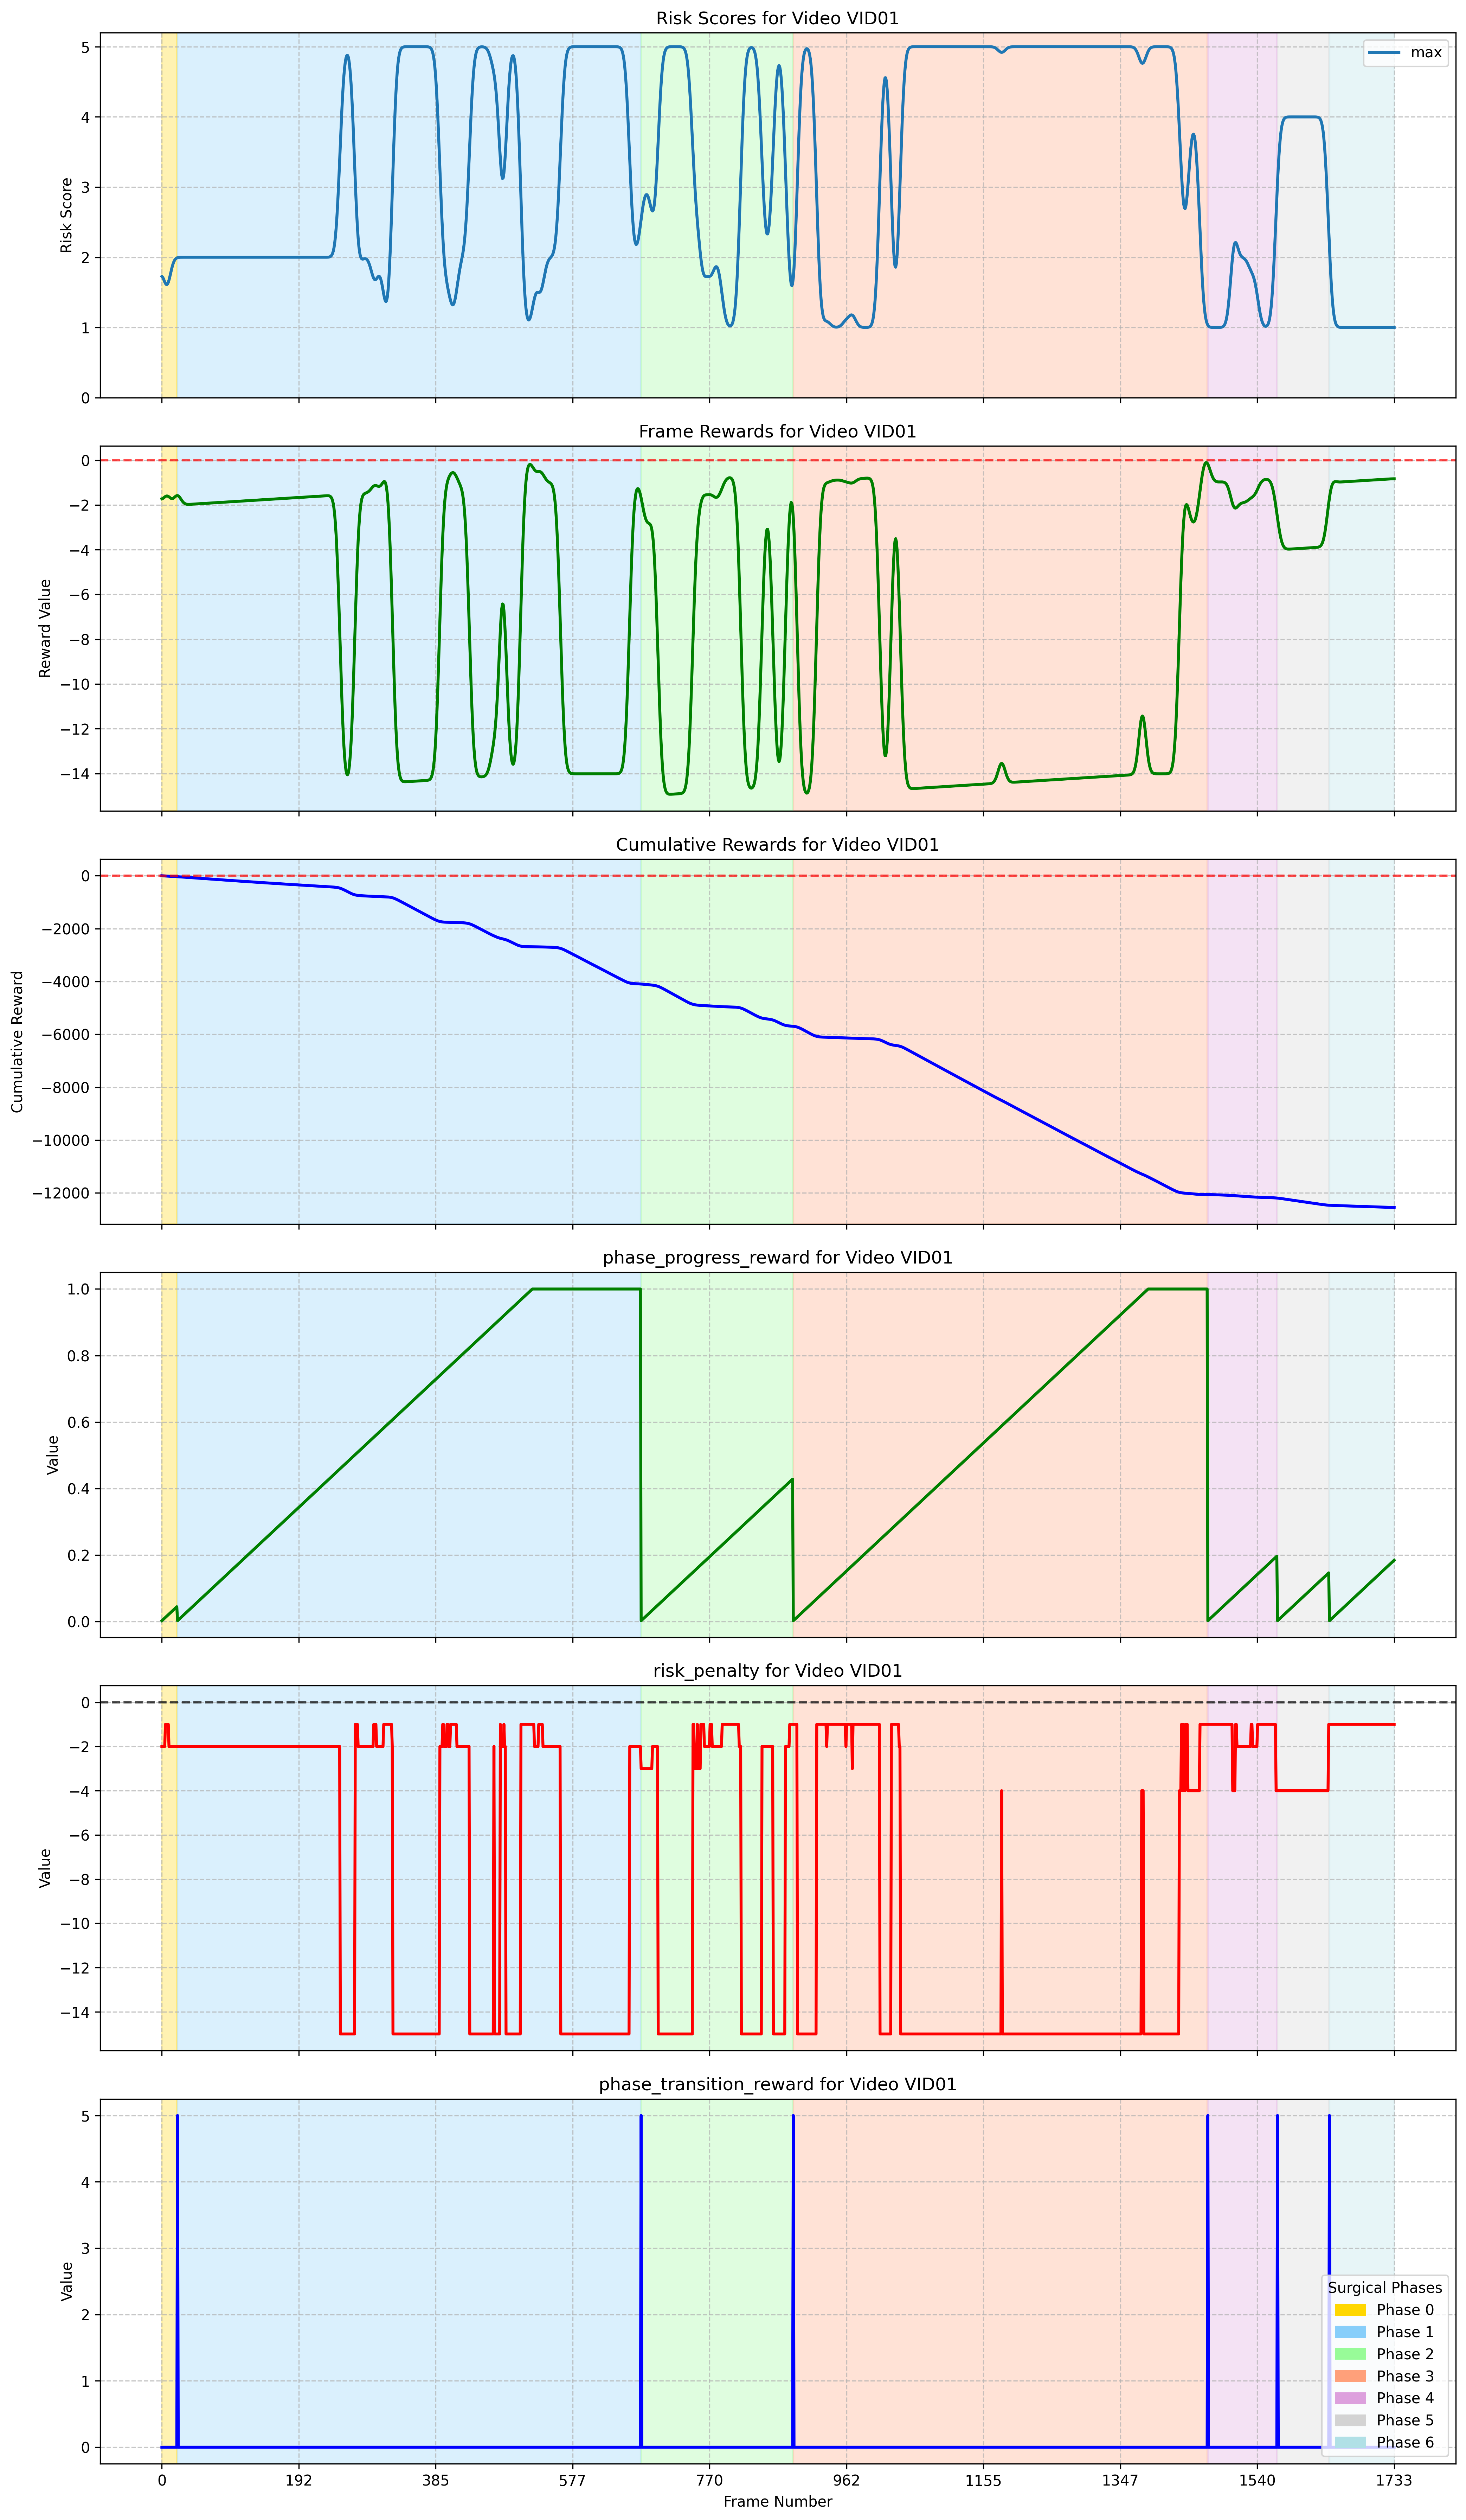 Risk Scores for Video VID01
5
4
3
2
1
0
Risk Score
max
Frame Rewards for Video VID01
0
−2
−4
−6
−8
−10
−12
−14
Reward Value
Cumulative Rewards for Video VID01
0
−2000
−4000
−6000
−8000
−10000
−12000
Cumulative Reward
phase_progress_reward for Video VID01
1.0
0.8
0.6
0.4
0.2
0.0
Value
risk_penalty for Video VID01
0
−2
−4
−6
−8
−10
−12
−14
Value
phase_transition_reward for Video VID01
5
4
3
2
1
0
Value
Surgical Phases
Phase 0
Phase 1
Phase 2
Phase 3
Phase 4
Phase 5
Phase 6
0 192 385 577 770 962 1155 1347 1540 1733
Frame Number